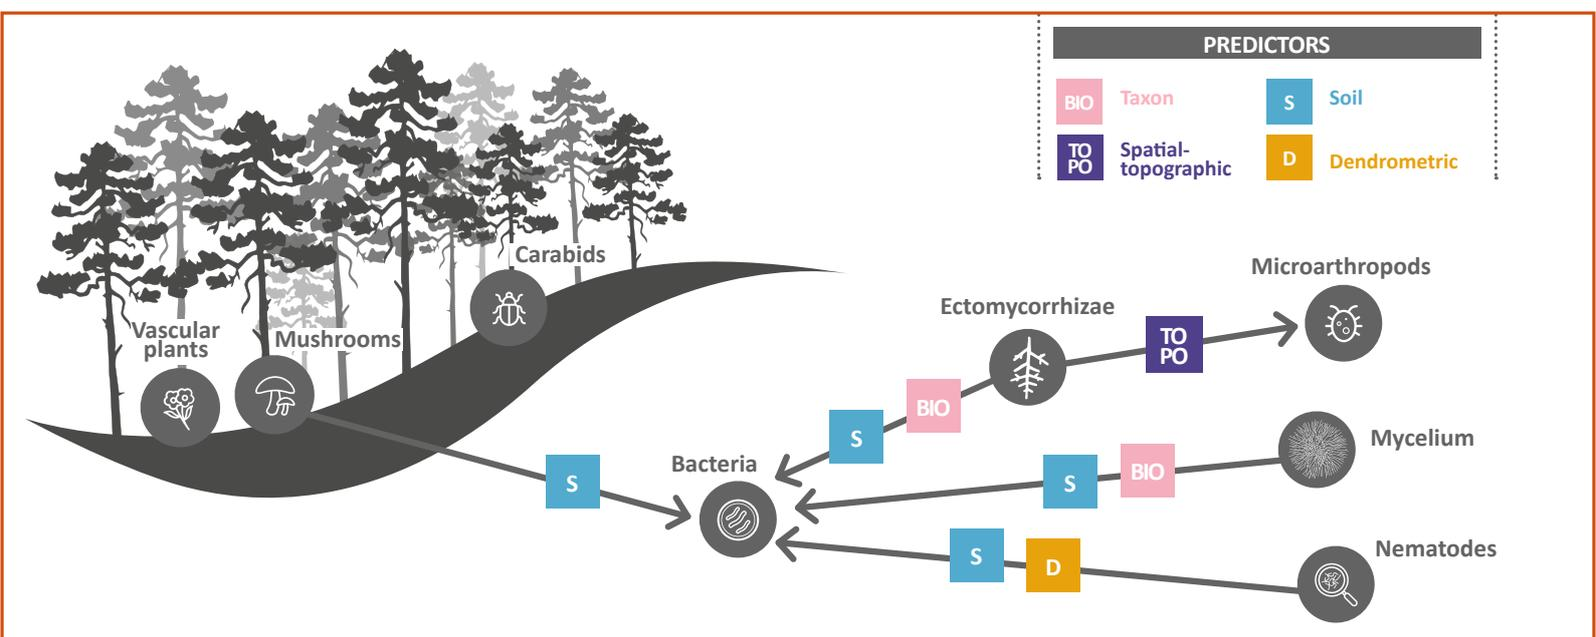 PREDICTORS
BIO Taxon
S Soil
TO
PO
Spatial-
topographic
D Dendrometric
Carabids
Vascular
plants
Mushrooms
Microarthropods
Ectomycorrhizae
TO
PO
BIO
S
Mycelium
BIO
S
Bacteria
S
Nematodes
S
D